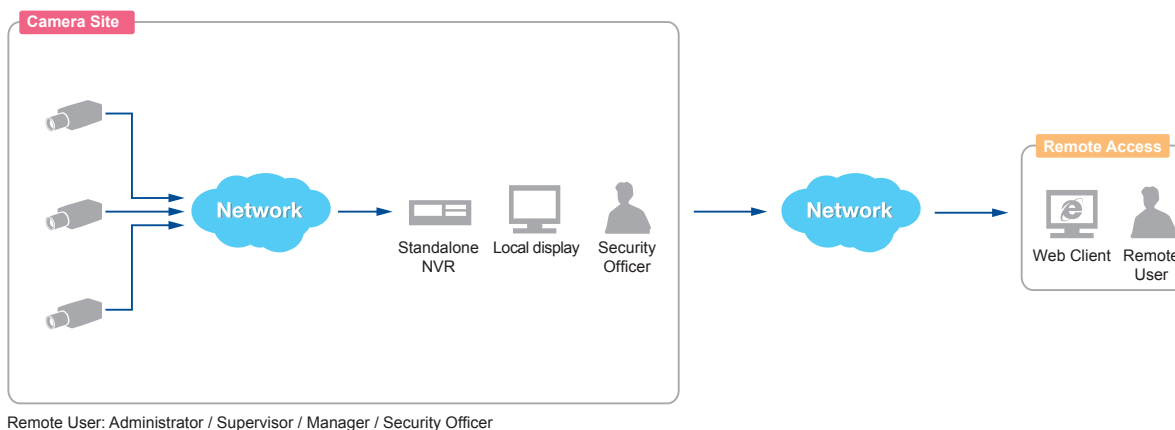 Camera Site
Remote Access
Network
Network
Standalone
NVR
Local display
Security
Officer
Web Client
Remote
User
Remote User: Administrator / Supervisor / Manager / Security Officer